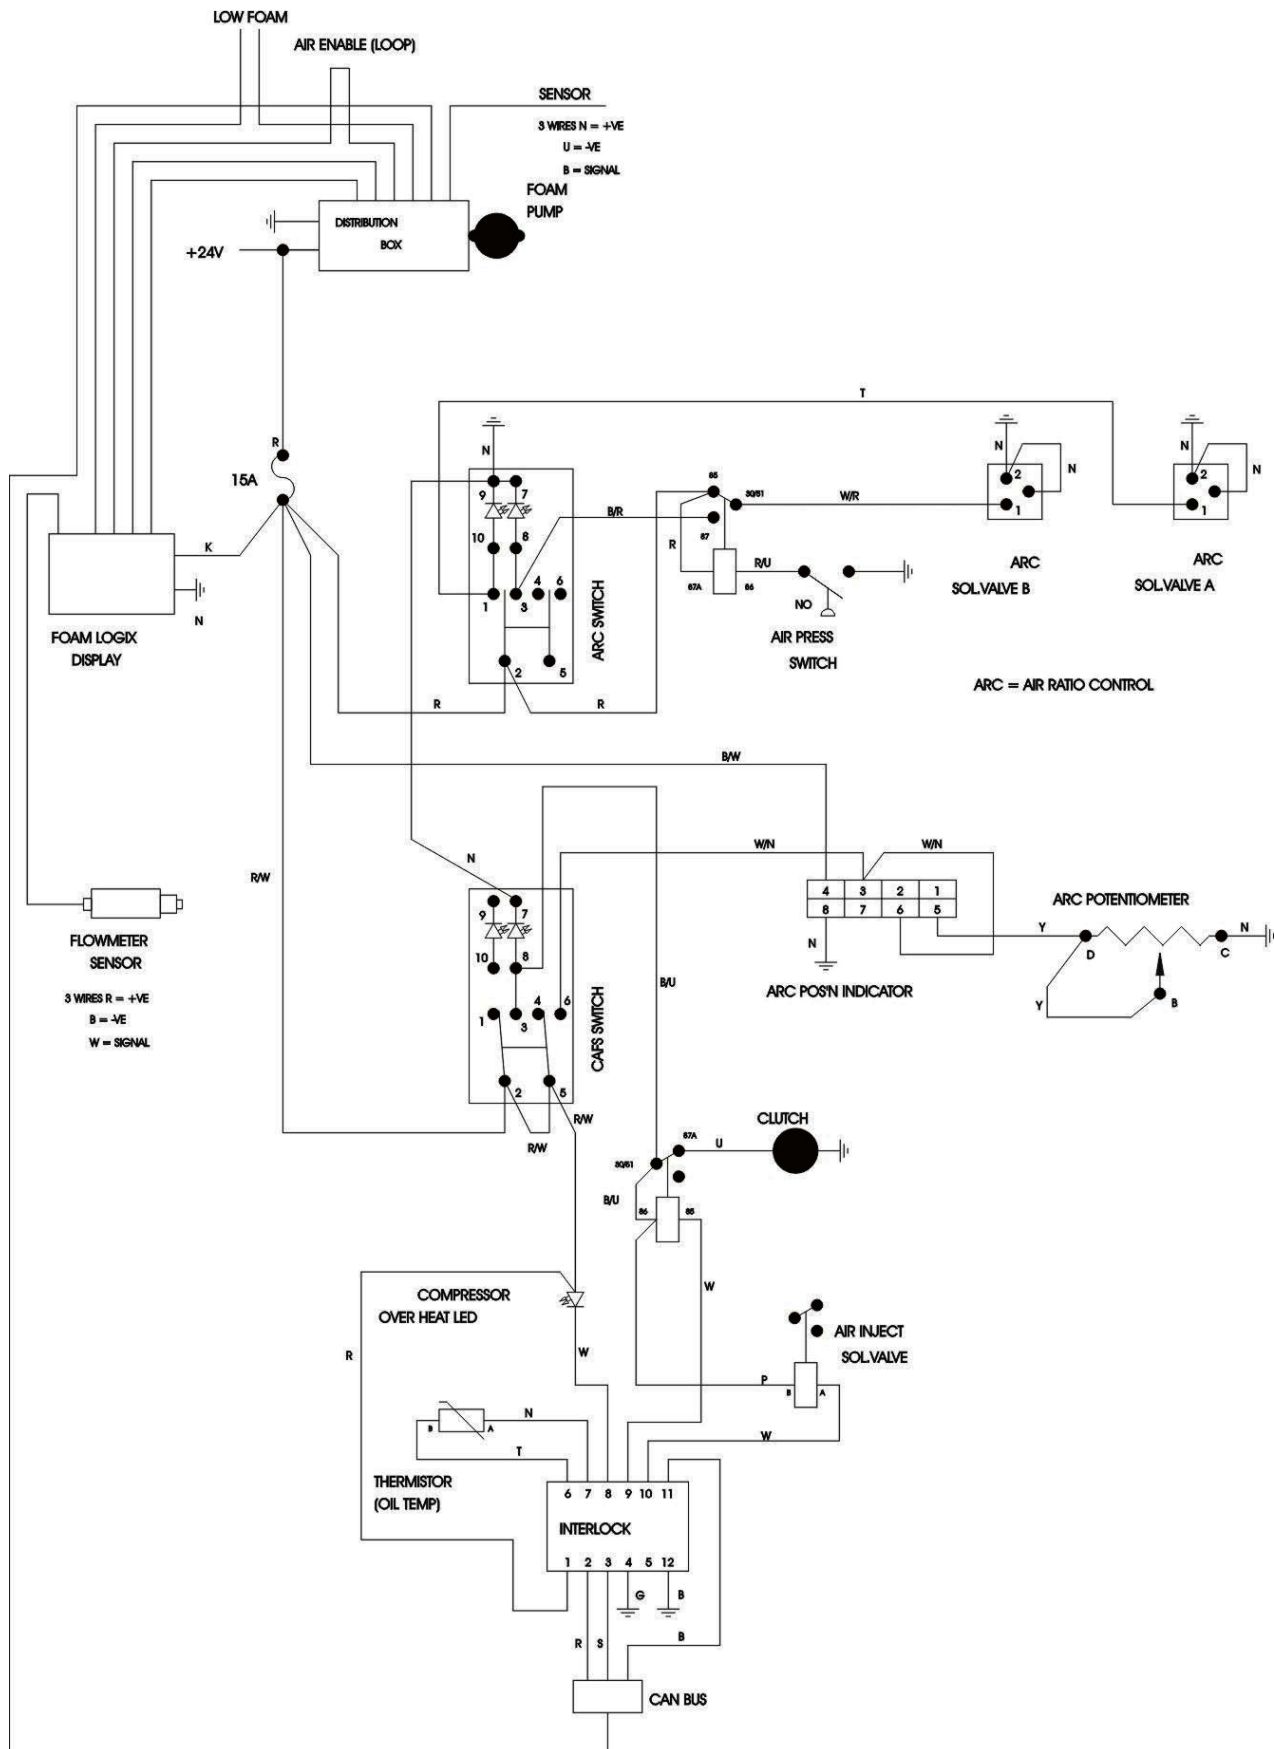 LOW FOAM
AIR ENABLE (LOOP)
SENSOR
3 WIRES N = +VE
U = -VE
B = SIGNAL
FOAM
PUMP
DISTRIBUTION
BOX
+24V
R
15A
K
N
FOAM LOGIX
DISPLAY
T
N
9
7
10
8
1
3
4
6
2
5
ARC SWITCH
B/R
85
30/51
87
R
87A
86
W/R
R/U
NO
AIR PRESS
SWITCH
N
2
N
1
ARC
SOL.VALVE B
N
2
N
1
ARC
SOL.VALVE A
ARC = AIR RATIO CONTROL
R
R
B/W
R/W
N
W/N
W/N
4
3
2
1
8
7
6
5
N
ARC POS'N INDICATOR
ARC POTENTIOMETER
Y
D
C
N
Y
B
FLOWMETER
SENSOR
3 WIRES R = +VE
B = -VE
W = SIGNAL
9
7
10
8
1
3
4
6
2
5
CAFS SWITCH
B/U
R/W
R/W
CLUTCH
87A
30/51
U
B/U
86
85
W
COMPRESSOR
OVER HEAT LED
R
W
AIR INJECT
SOL.VALVE
P
B
A
W
N
B
A
T
THERMISTOR
(OIL TEMP)
6 7 8 9 10 11
INTERLOCK
1 2 3 4 5 12
G
B
R
S
B
CAN BUS